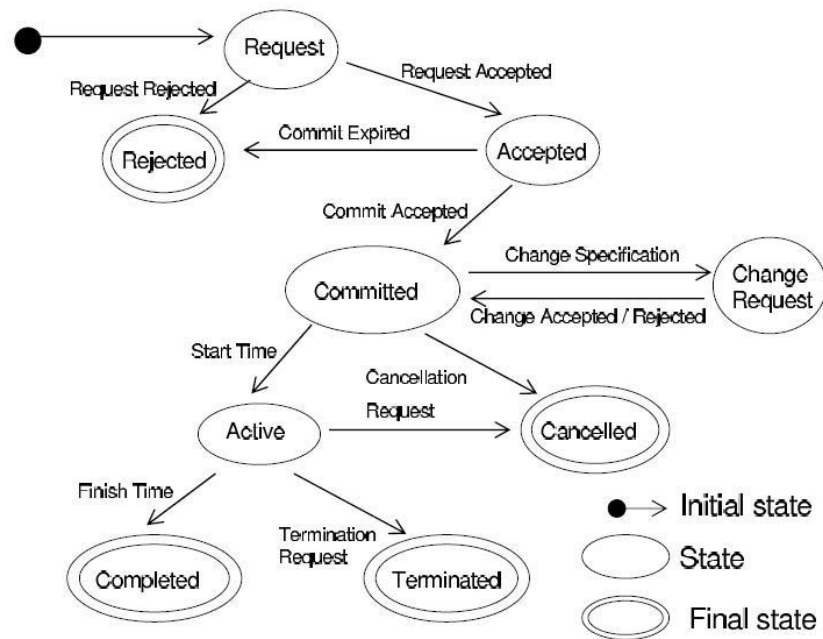 Request
Request Rejected
Request Accepted
Commit Expired
Rejected
Accepted
Commit Accepted
Change Specification
Change
Request
Committed
Change Accepted / Rejected
Start Time
Cancellation
Request
Active
Cancelled
Finish Time
Termination
Request
Initial state
State
Completed
Terminated
Final state